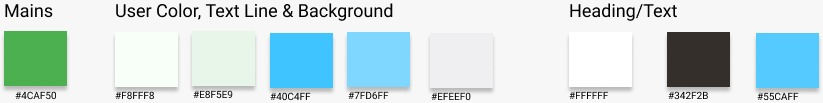 Mains User Color, Text Line & Background Heading/Text
#4CAF50 #F8FFF8 #E8F5E9 #40C4FF #7FD6FF #EFEEF0 #FFFFFF #342F2B #55CAFF